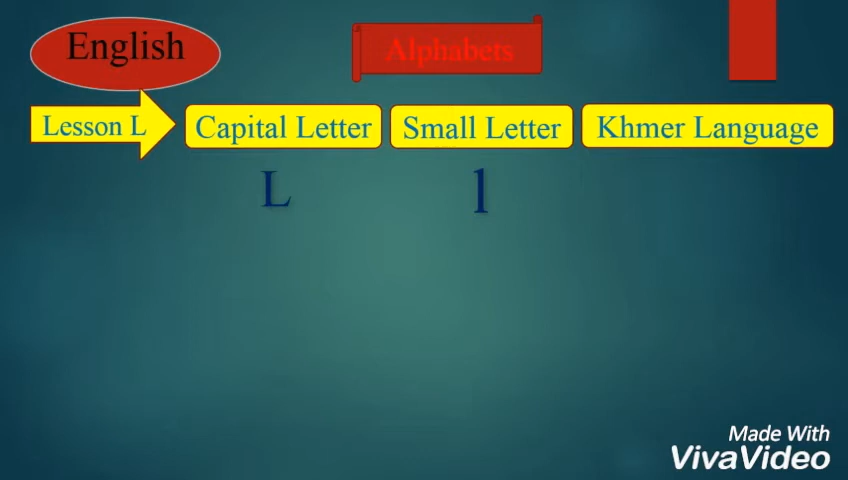 English
Alphabets
Lesson L
Capital Letter
Small Letter
Khmer Language
L
l
Made With
VivaVideo